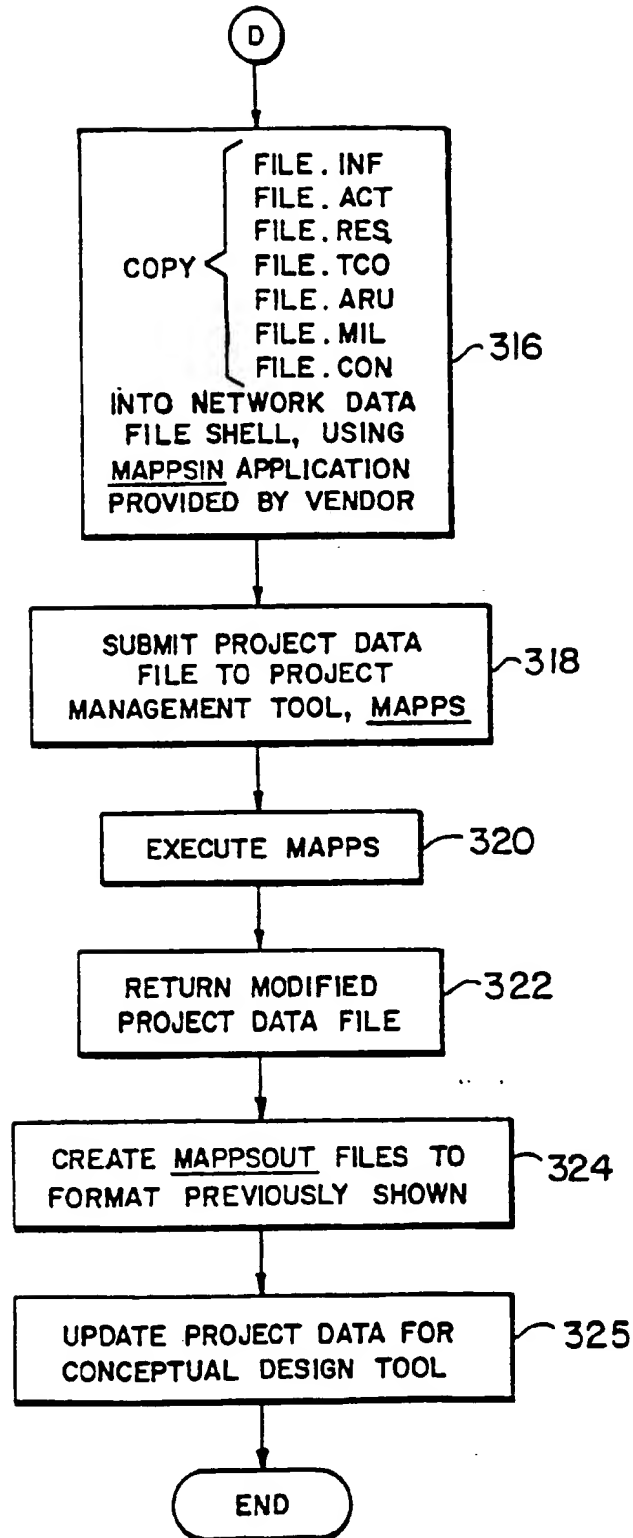 D
FILE.INF
FILE.ACT
FILE.RES
COPY { FILE.TCO
FILE.ARU
FILE.MIL
FILE.CON
INTO NETWORK DATA
FILE SHELL, USING
MAPPSIN APPLICATION
PROVIDED BY VENDOR
316
SUBMIT PROJECT DATA
FILE TO PROJECT
MANAGEMENT TOOL, MAPPS
318
EXECUTE MAPPS
320
RETURN MODIFIED
PROJECT DATA FILE
322
CREATE MAPPSOUT FILES TO
FORMAT PREVIOUSLY SHOWN
324
UPDATE PROJECT DATA FOR
CONCEPTUAL DESIGN TOOL
325
END